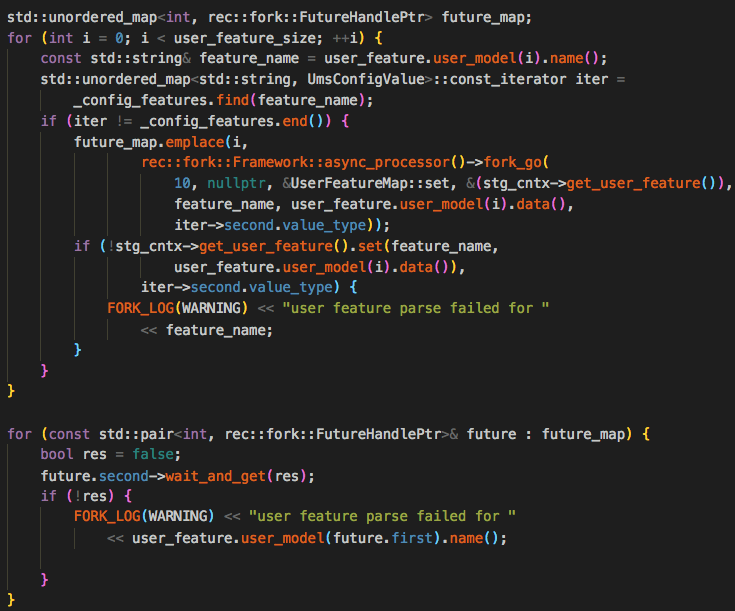 std::unordered_map<int, rec::fork::FutureHandlePtr> future_map;
for (int i = 0; i < user_feature_size; ++i) {
    const std::string& feature_name = user_feature.user_model(i).name();
    std::unordered_map<std::string, UmsConfigValue>::const_iterator iter =
            _config_features.find(feature_name);
    if (iter != _config_features.end()) {
        future_map.emplace(i,
                rec::fork::Framework::async_processor()->fork_go(
                    10, nullptr, &UserFeatureMap::set, &(stg_cntx->get_user_feature()),
                    feature_name, user_feature.user_model(i).data(),
                    iter->second.value_type));
        if (!stg_cntx->get_user_feature().set(feature_name,
                    user_feature.user_model(i).data()),
                iter->second.value_type) {
            FORK_LOG(WARNING) << "user feature parse failed for "
                << feature_name;
        }
    }
}

for (const std::pair<int, rec::fork::FutureHandlePtr>& future : future_map) {
    bool res = false;
    future.second->wait_and_get(res);
    if (!res) {
        FORK_LOG(WARNING) << "user feature parse failed for "
            << user_feature.user_model(future.first).name();

    }
}